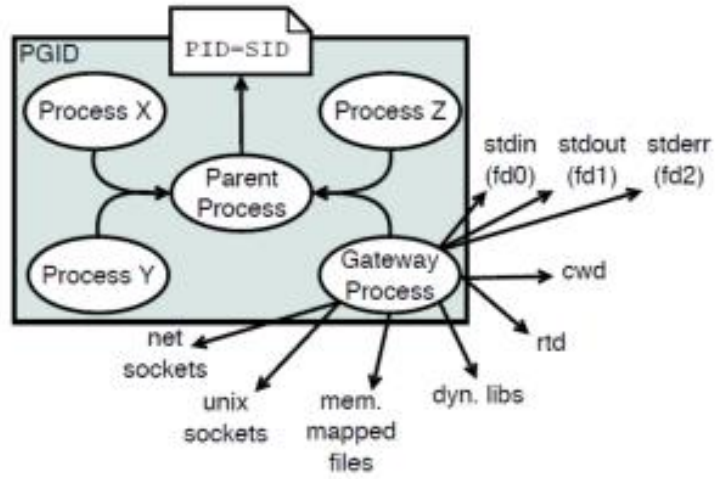 PGID
PID=SID
Process X
Process Z
Parent
Process
Process Y
Gateway
Process
stdin
(fd0)
stdout
(fd1)
stderr
(fd2)
cwd
rtd
dyn. libs
mem.
mapped
files
unix
sockets
net
sockets